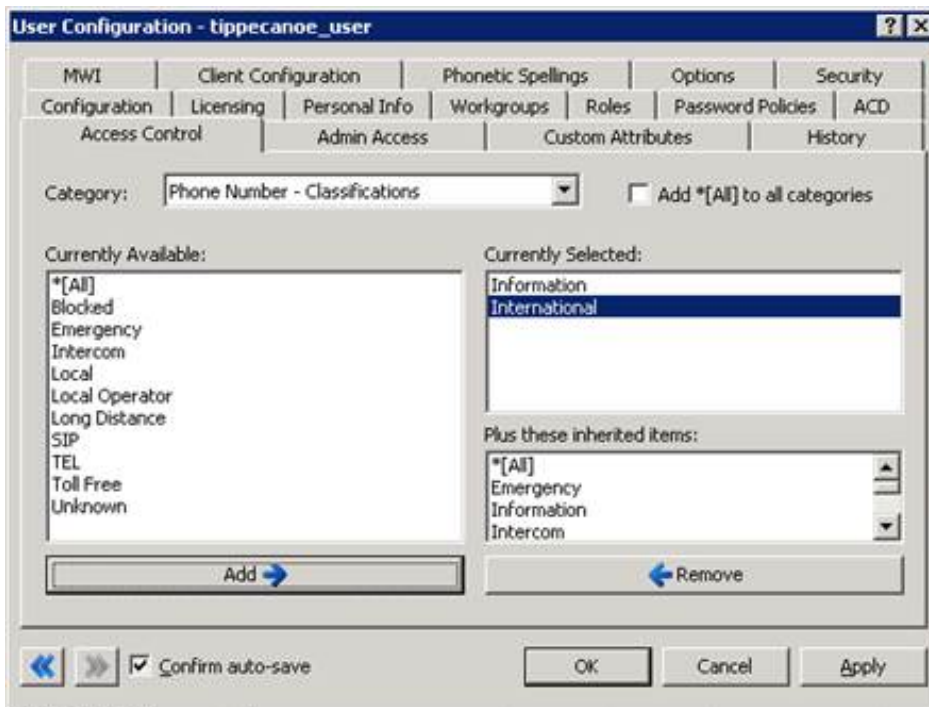 User Configuration - tippecanoe_user
MWI Client Configuration Phonetic Spellings Options Security
Configuration Licensing Personal Info Workgroups Roles Password Policies ACD
Access Control Admin Access Custom Attributes History
Category: Phone Number - Classifications Add *[All] to all categories
Currently Available:
*[All]
Blocked
Emergency
Intercom
Local
Local Operator
Long Distance
SIP
TEL
Toll Free
Unknown
Add
Currently Selected:
Information
International
Plus these inherited items:
*[All]
Emergency
Information
Intercom
Remove
Confirm auto-save OK Cancel Apply